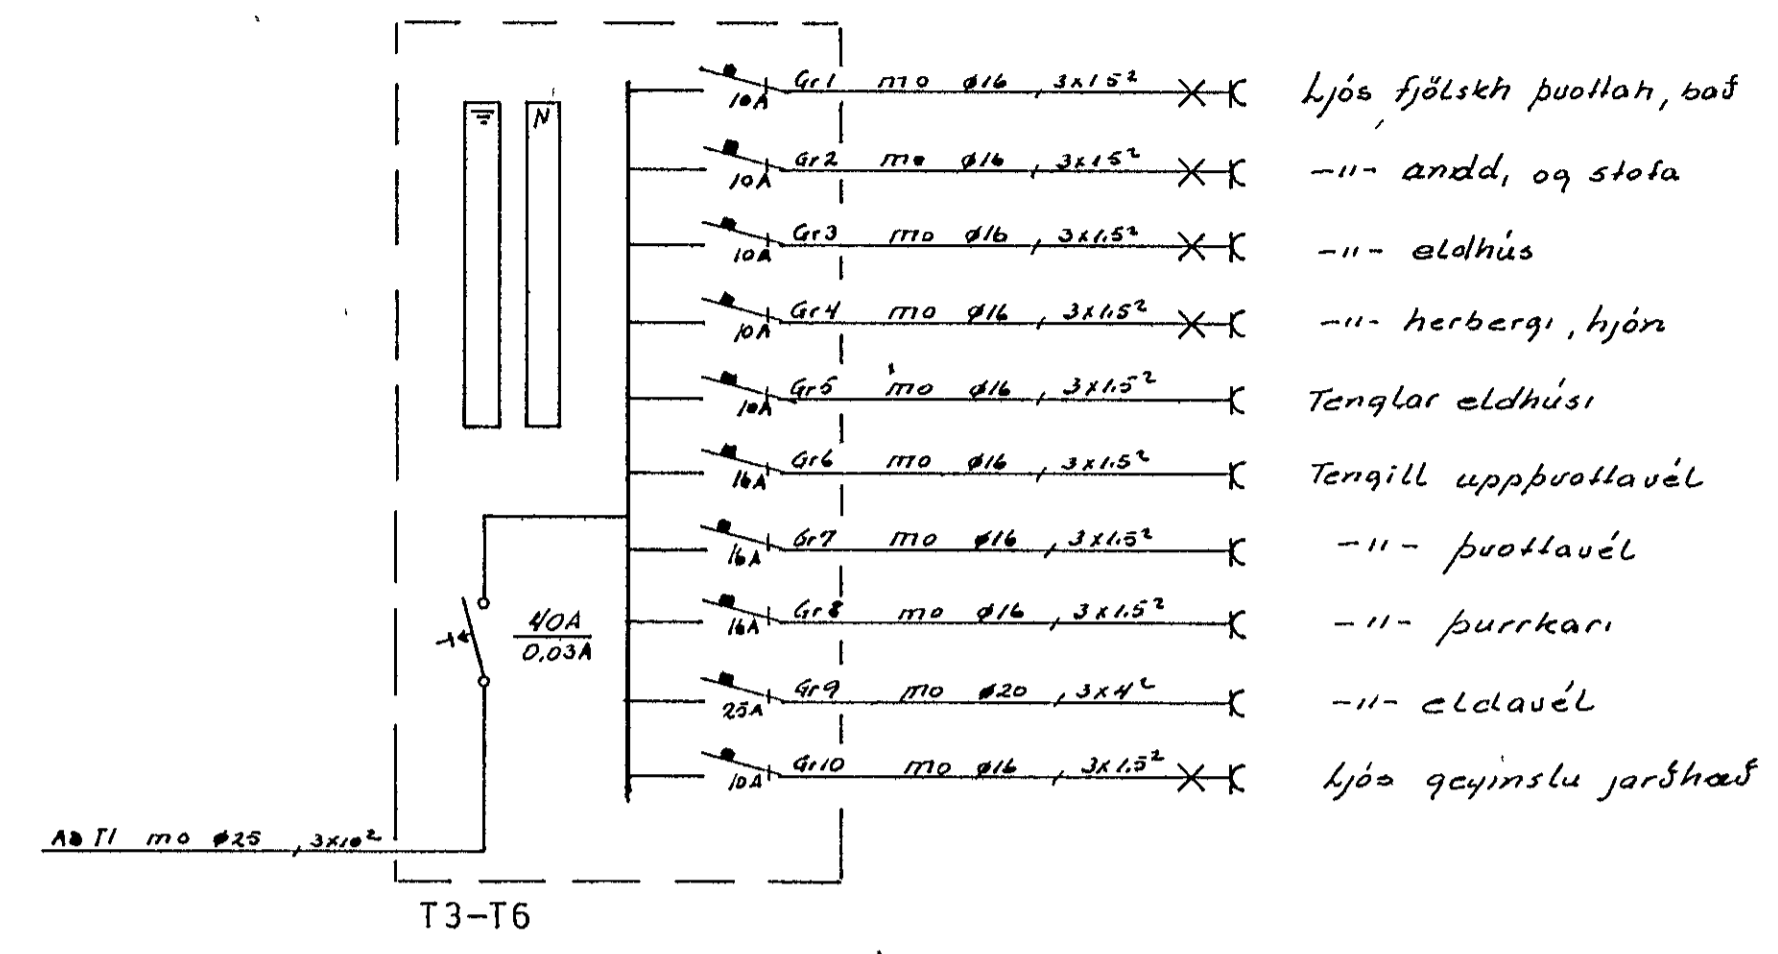 Gr1 mo ø16 3x1.5² Ljós fjölskh þvottah, bað
10A
Gr2 mo ø16 3x1.5² -"- andd, og stofa
10A
N
Gr3 mo ø16 3x1.5² -"- eldhús
10A
Gr4 mo ø16 3x1.5² -"- herbergi, hjón
10A
Gr5 mo ø16 3x1.5² Tenglar eldhúsi
10A
Gr6 mo ø16 3x1.5² Tengill uppþvottavél
16A
Gr7 mo ø16 3x1.5² -"- þvottavél
16A
Gr8 mo ø16 3x1.5² -"- þurrkari
16A
40A
0,03A
Gr9 mo ø20 3x4² -"- eldavél
25A
Gr10 mo ø16 3x1.5² Ljós geymslu jarðhæð
10A
Að T1 mo ø25 3x10²
T3-T6